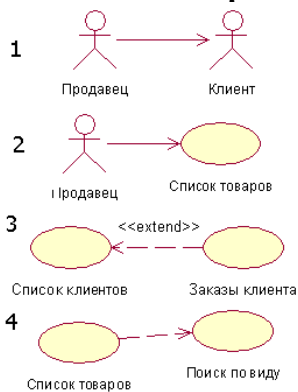 1
Продавец Клиент
2
Продавец Список товаров
3 <<extend>>
Список клиентов Заказы клиента
4
Список товаров Поиск по виду